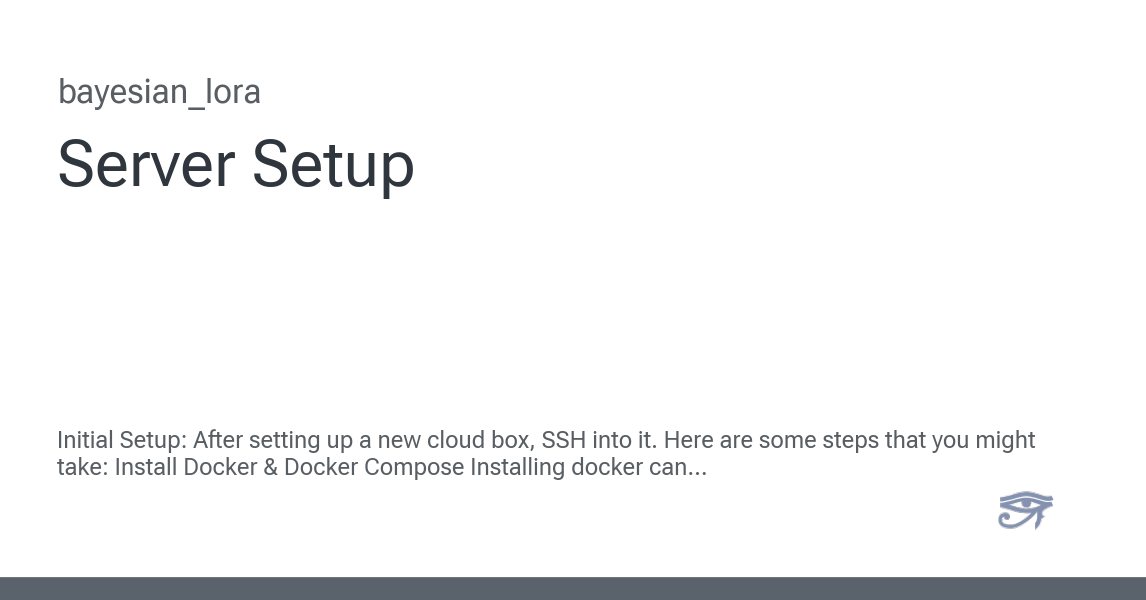 bayesian_lora
Server Setup
Initial Setup: After setting up a new cloud box, SSH into it. Here are some steps that you might
take: Install Docker & Docker Compose Installing docker can...